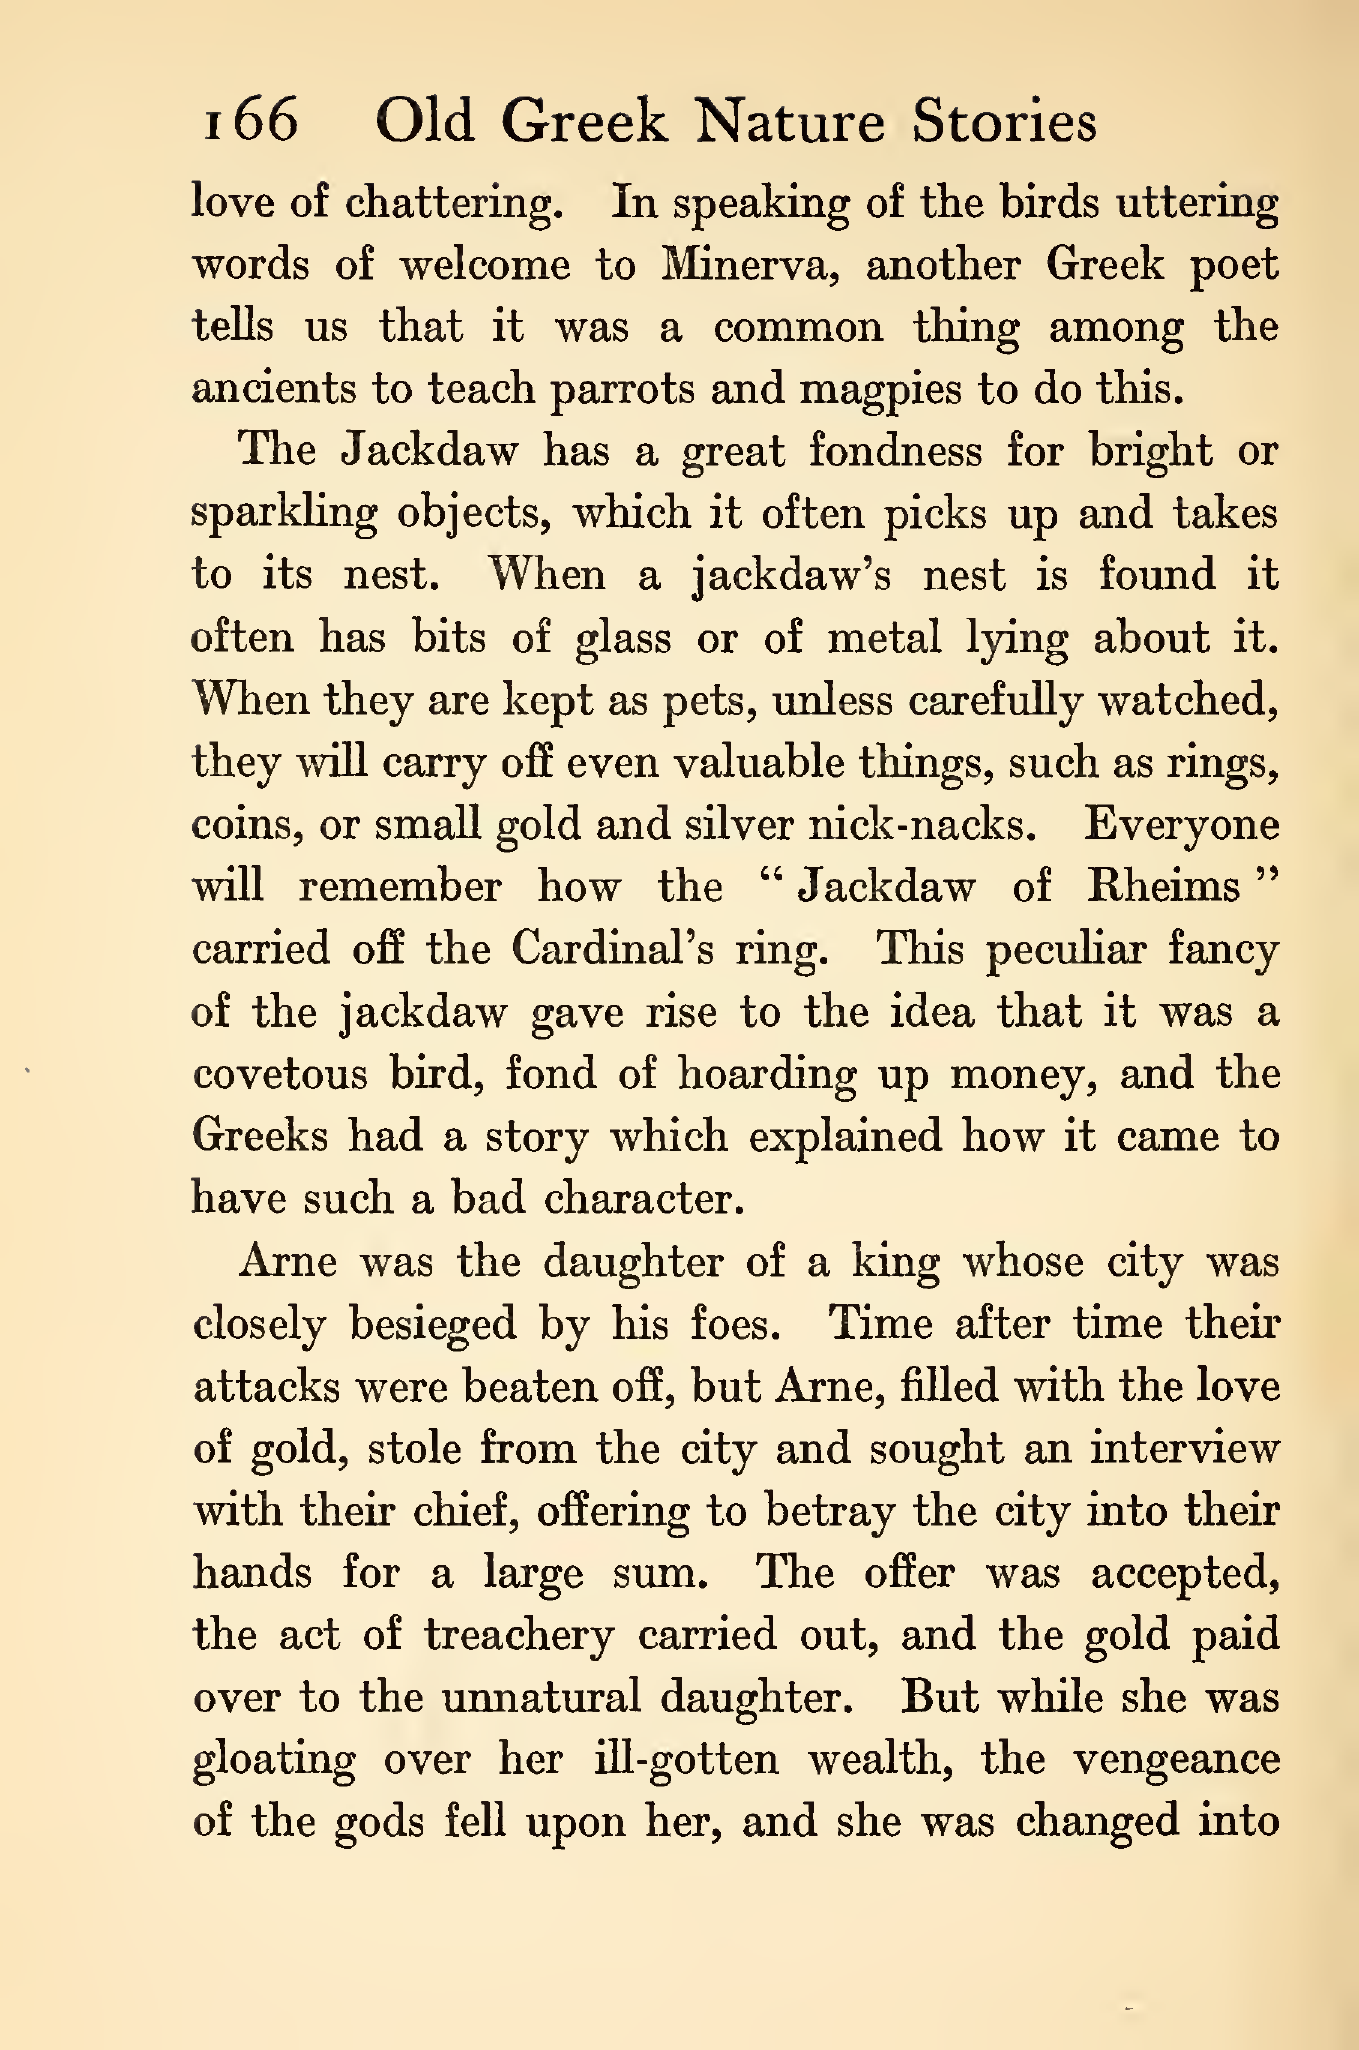 166 Old Greek Nature Stories
love of chattering. In speaking of the birds uttering
words of welcome to Minerva, another Greek poet
tells us that it was a common thing among the
ancients to teach parrots and magpies to do this.
The Jackdaw has a great fondness for bright or
sparkling objects, which it often picks up and takes
to its nest. When a jackdaw’s nest is found it
often has bits of glass or of metal lying about it.
When they are kept as pets, unless carefully watched,
they will carry off even valuable things, such as rings,
coins, or small gold and silver nick-nacks. Everyone
will remember how the “ Jackdaw of Rheims ”
carried off the Cardinal’s ring. This peculiar fancy
of the jackdaw gave rise to the idea that it was a
covetous bird, fond of hoarding up money, and the
Greeks had a story which explained how it came to
have such a bad character.
Arne was the daughter of a king whose city was
closely besieged by his foes. Time after time their
attacks were beaten off, but Arne, filled with the love
of gold, stole from the city and sought an interview
with their chief, offering to betray the city into their
hands for a large sum. The offer was accepted,
the act of treachery carried out, and the gold paid
over to the unnatural daughter. But while she was
gloating over her ill-gotten wealth, the vengeance
of the gods fell upon her, and she was changed into